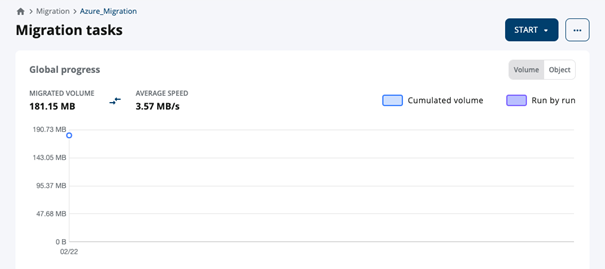 Migration > Azure_Migration
Migration tasks
START
...
Global progress
Volume Object
MIGRATED VOLUME AVERAGE SPEED
181.15 MB 3.57 MB/s
Cumulated volume Run by run
190.73 MB
143.05 MB
95.37 MB
47.68 MB
0 B
02/22